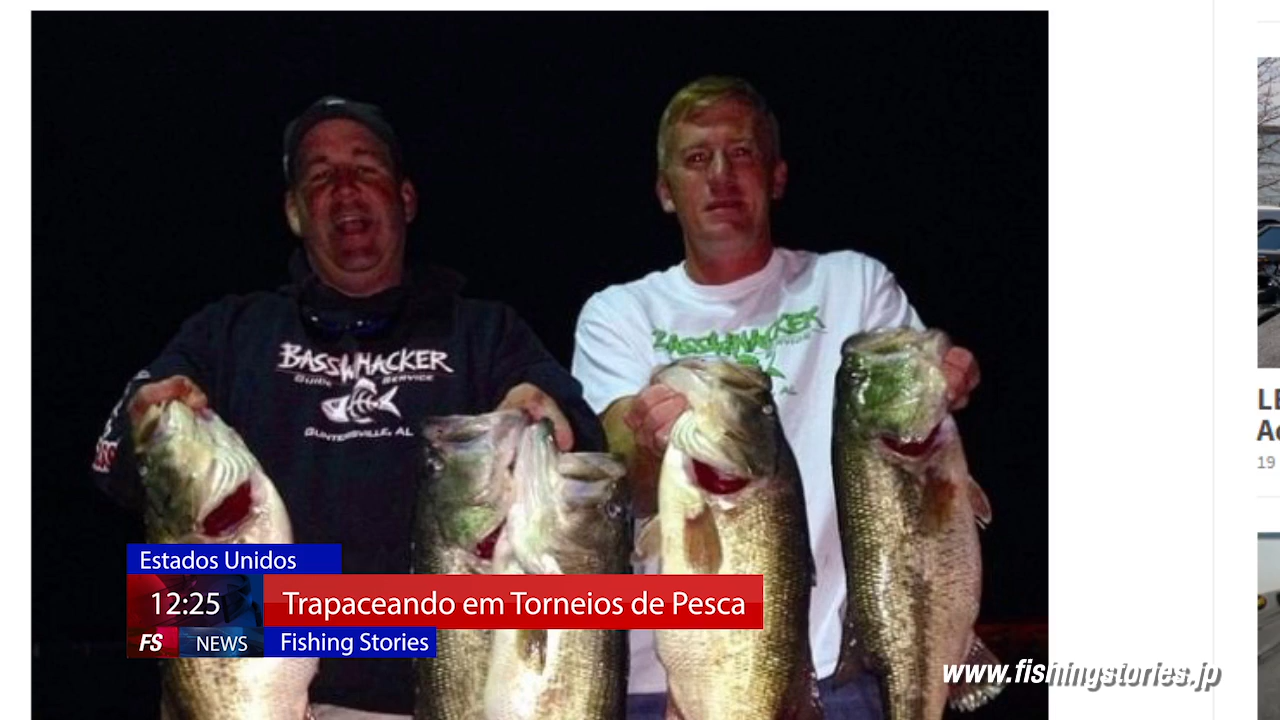 BASSWHACKER
GUIDE SERVICE
GUNTERSVILLE, AL
BASSWHACKER
Estados Unidos
12:25
Trapaceando em Torneios de Pesca
FS NEWS
Fishing Stories
www.fishingstories.jp
19